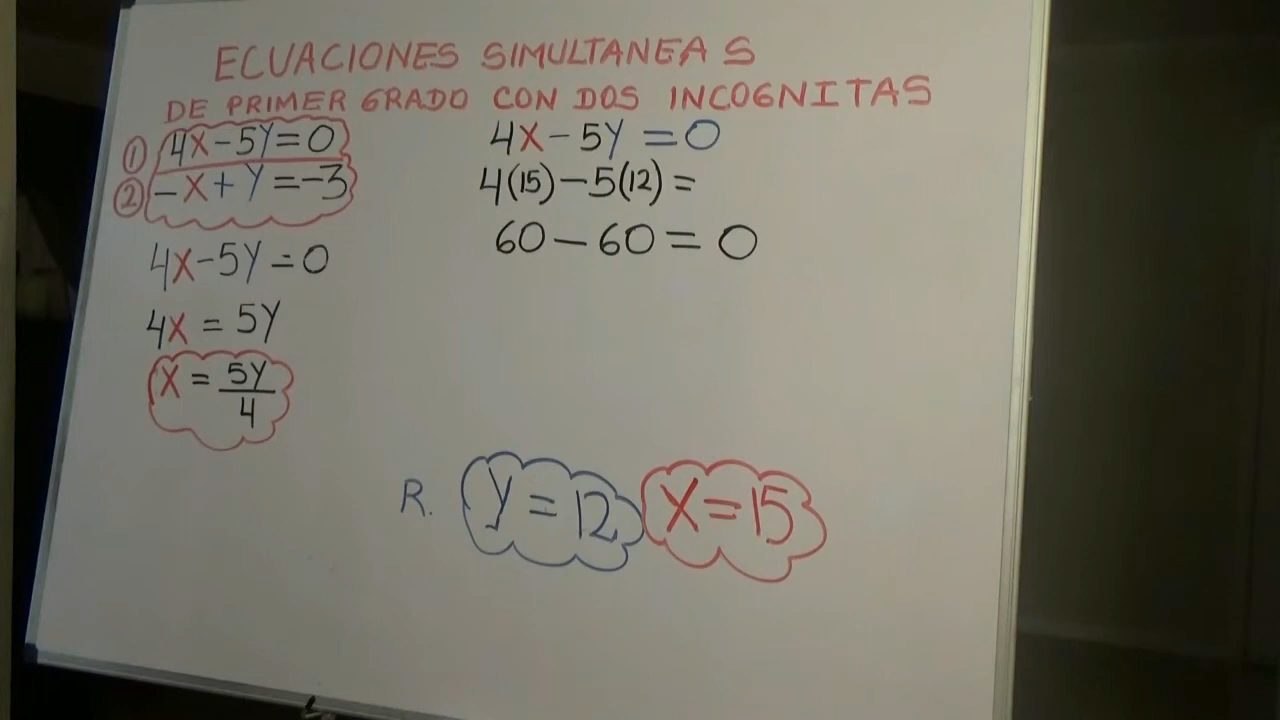 ECUACIONES SIMULTANEAS
DE PRIMER GRADO CON DOS INCOGNITAS
① 4X-5Y=0
② -X+Y=-3
4X-5Y=0
4X=5Y
X=5Y/4
4X-5Y=0
4(15)-5(12)=
60-60=0
R. Y=12 X=15